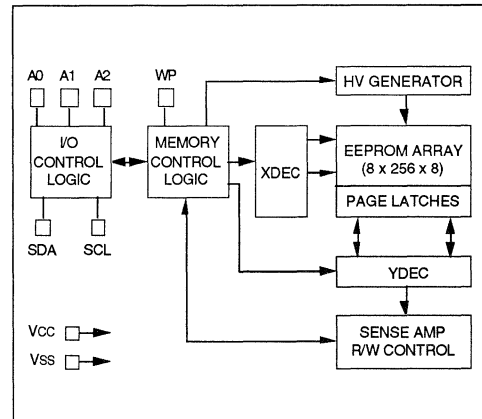 A0 A1 A2 WP
HV GENERATOR
I/O
CONTROL
LOGIC
MEMORY
CONTROL
LOGIC
XDEC
EEPROM ARRAY
(8 x 256 x 8)
PAGE LATCHES
SDA SCL
YDEC
SENSE AMP
R/W CONTROL
VCC
VSS